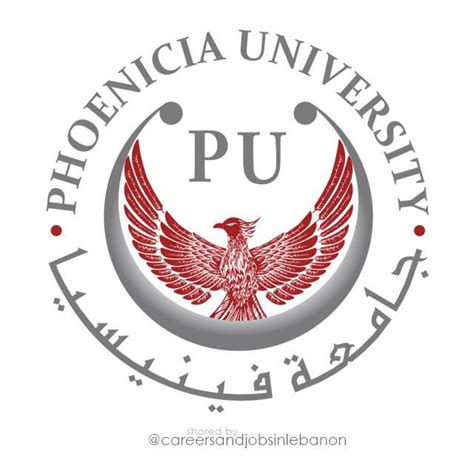 PHOENICIA UNIVERSITY
PU
جامعة فينيسيا
shared by
@careersandjobsinlebanon